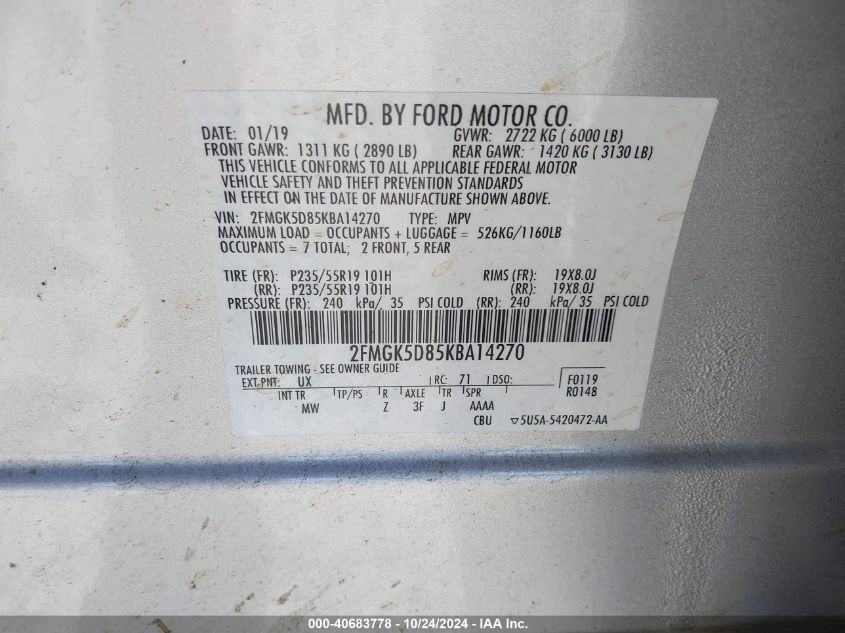 MFD. BY FORD MOTOR CO.
DATE: 01/19 GVWR: 2722 KG ( 6000 LB)
FRONT GAWR: 1311 KG ( 2890 LB) REAR GAWR: 1420 KG ( 3130 LB)
THIS VEHICLE CONFORMS TO ALL APPLICABLE FEDERAL MOTOR
VEHICLE SAFETY AND THEFT PREVENTION STANDARDS
IN EFFECT ON THE DATE OF MANUFACTURE SHOWN ABOVE.
VIN: 2FMGK5D85KBA14270 TYPE: MPV
MAXIMUM LOAD = OCCUPANTS + LUGGAGE = 526KG/1160LB
OCCUPANTS = 7 TOTAL; 2 FRONT, 5 REAR
TIRE (FR): P235/55R19 101H RIMS (FR): 19X8.0J
(RR): P235/55R19 101H (RR): 19X8.0J
PRESSURE (FR): 240 kPa/ 35 PSI COLD (RR): 240 kPa/ 35 PSI COLD
2FMGK5D85KBA14270
TRAILER TOWING - SEE OWNER GUIDE
EXT PNT: UX RC: 71 DSO: F0119
INT TR TP/PS R AXLE TR SPR R0148
MW Z 3F J AAAA
CBU 5U5A-5420472-AA
000-40683778 - 10/24/2024 - IAA Inc.